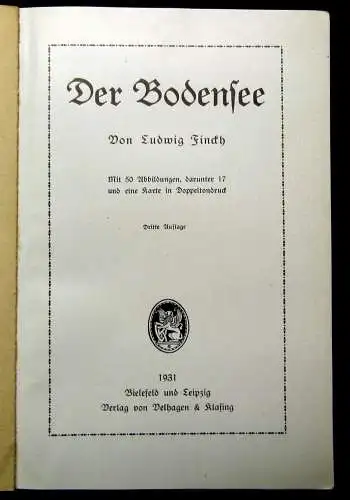 Der Bodensee
Von Ludwig Finckh
Mit 50 Abbildungen, darunter 17
und eine Karte in Doppeltondruck
Dritte Auflage
1931
Bielefeld und Leipzig
Verlag von Velhagen & Klasing